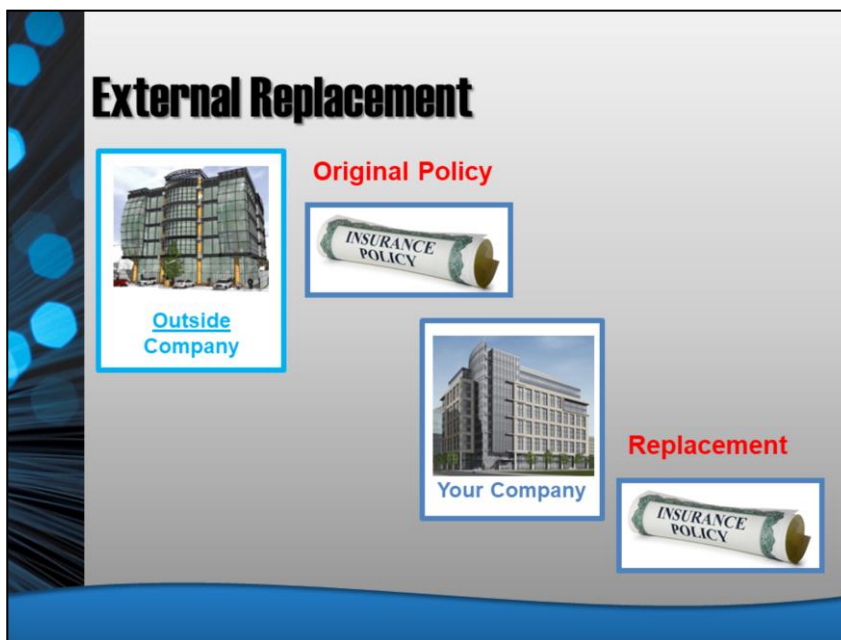 External Replacement
Original Policy
INSURANCE
POLICY
Outside
Company
Your Company
Replacement
INSURANCE
POLICY